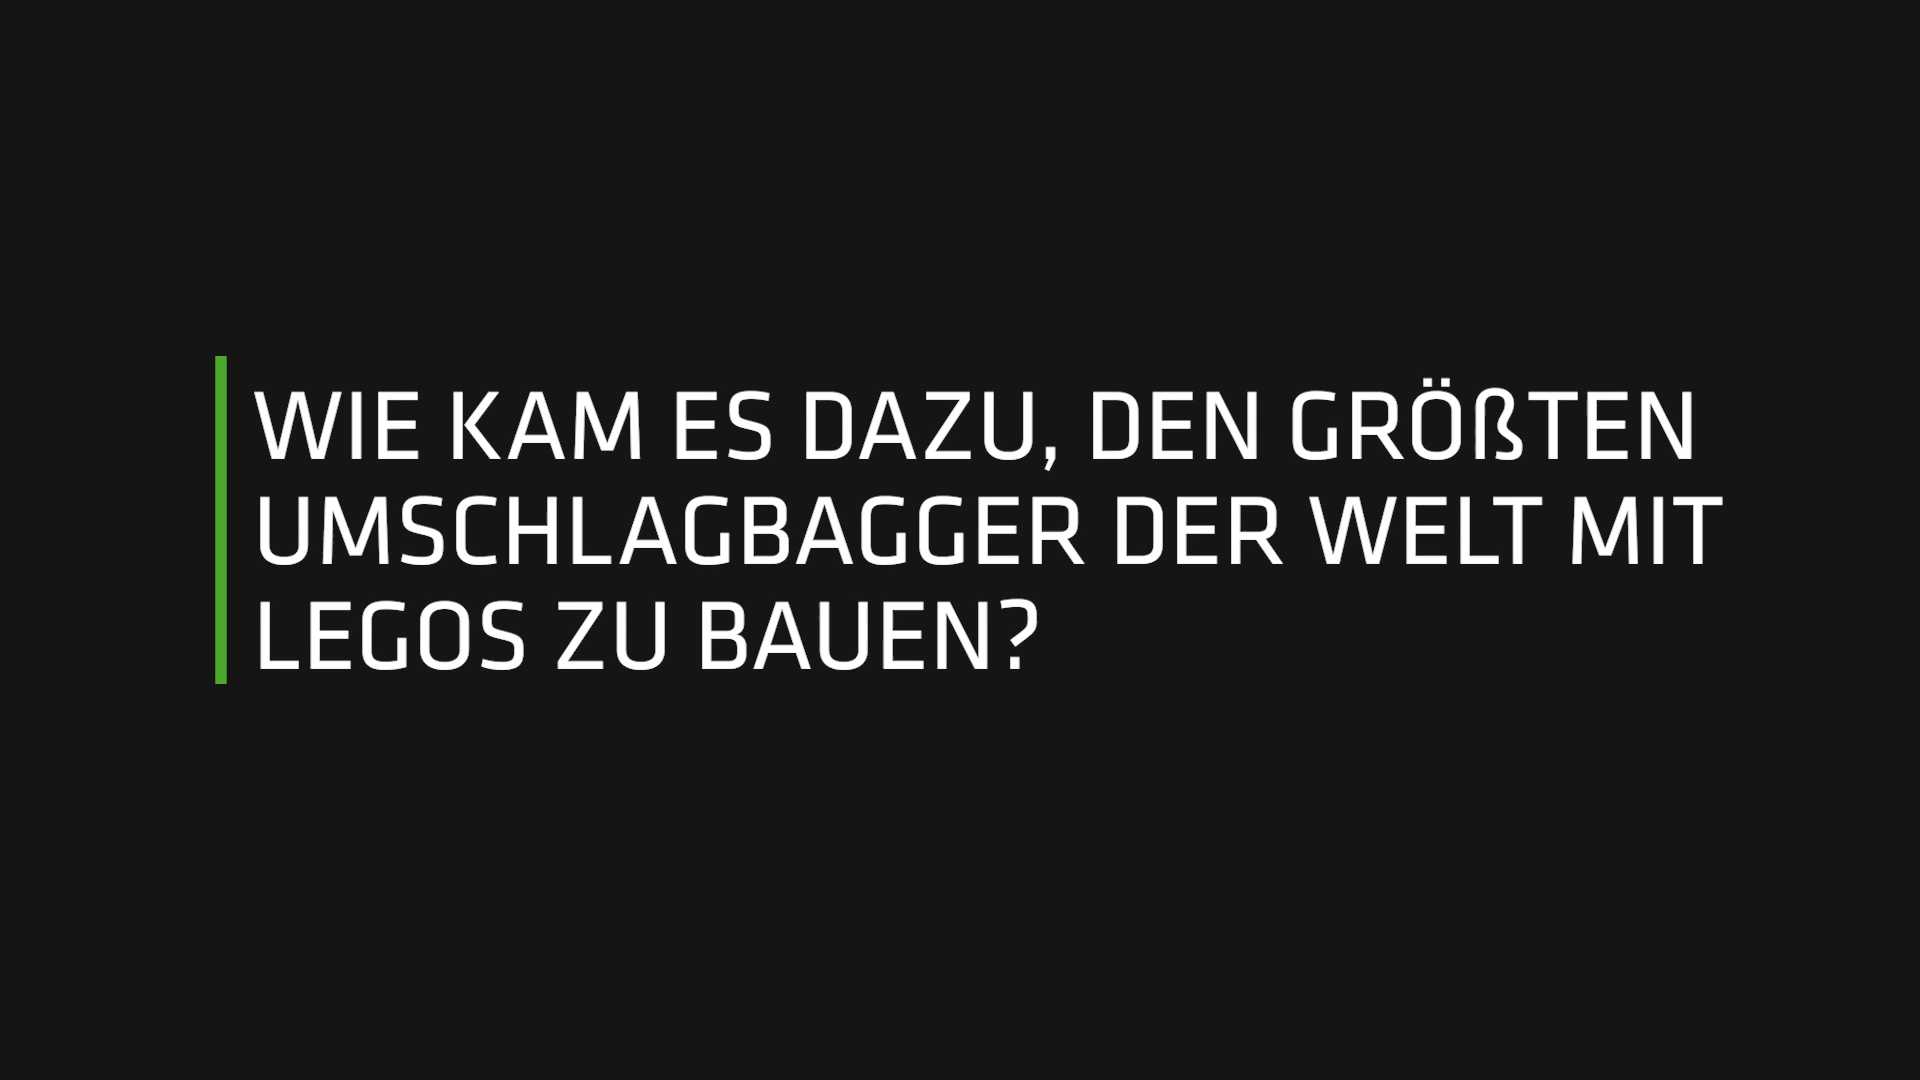 WIE KAM ES DAZU, DEN GRÖßTEN
UMSCHLAGBAGGER DER WELT MIT
LEGOS ZU BAUEN?